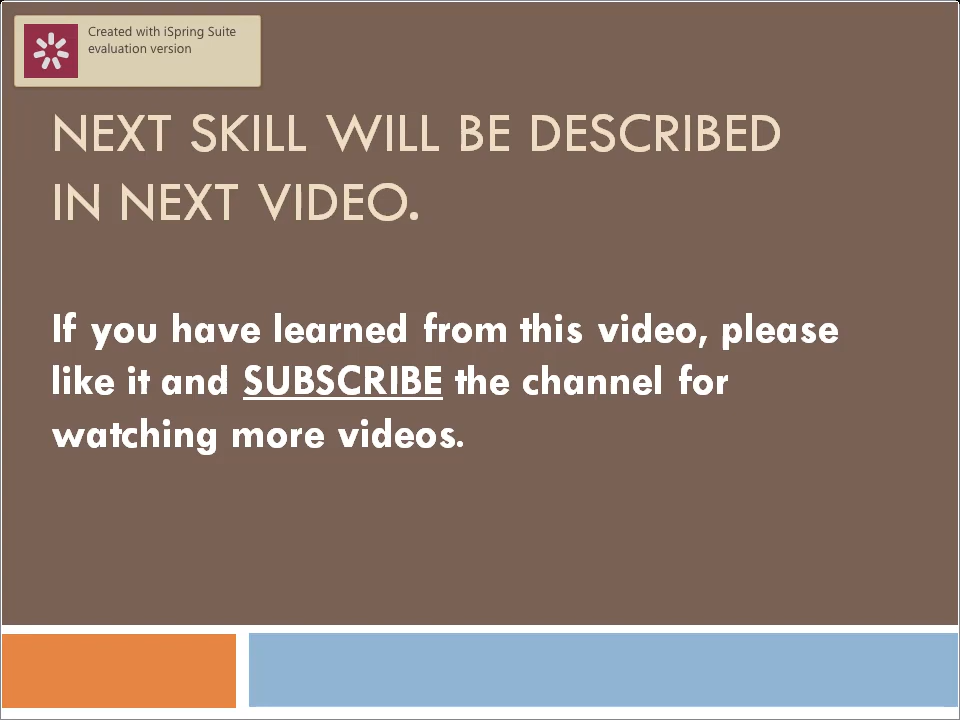 Created with iSpring Suite
evaluation version
NEXT SKILL WILL BE DESCRIBED
IN NEXT VIDEO.
If you have learned from this video, please
like it and SUBSCRIBE the channel for
watching more videos.